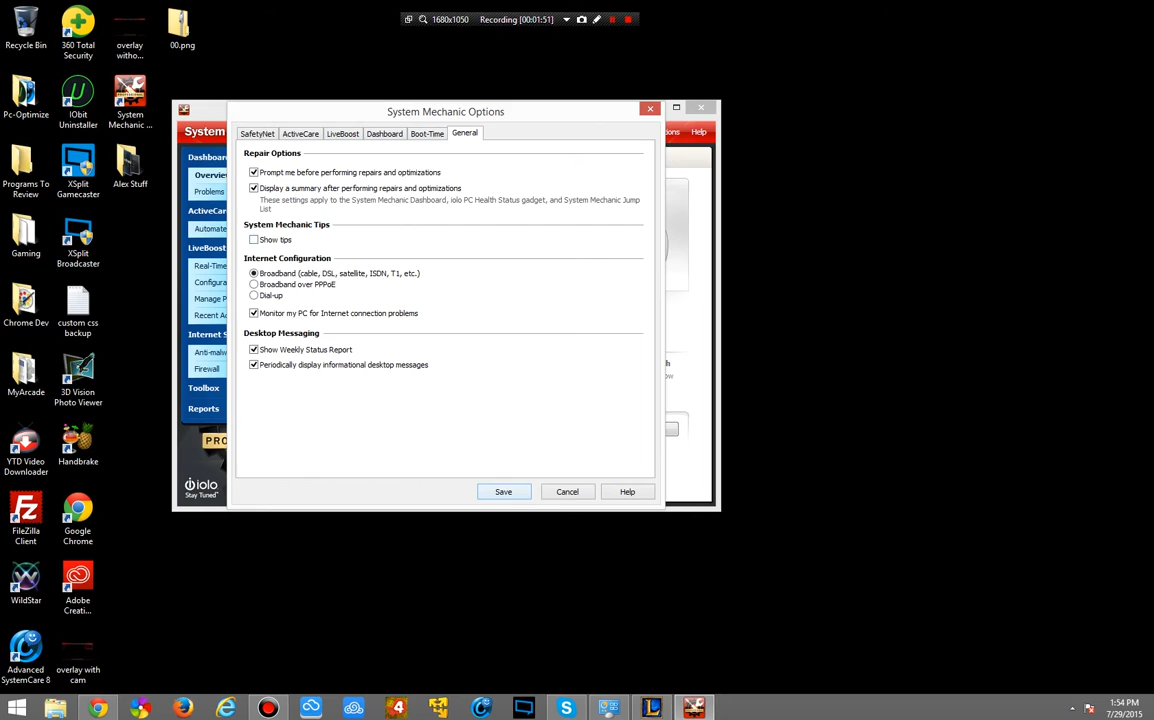 1680x1050
Recording [00:01:51]
Recycle Bin
360 Total
Security
overlay
witho...
00.png
Pc-Optimize
IObit
Uninstaller
System
Mechanic ...
Programs To
Review
XSplit
Gamecaster
Alex Stuff
Gaming
XSplit
Broadcaster
Chrome Dev
custom css
backup
MyArcade
3D Vision
Photo Viewer
YTD Video
Downloader
Handbrake
FileZilla
Client
Google
Chrome
WildStar
Adobe
Creati...
Advanced
SystemCare 8
overlay with
cam
System
ons
Help
Dashboard
Overview
Problems
ActiveCare
Automate
LiveBoost
Real-Time
Configura
Manage P
Recent A
Internet S
Anti-malw
Firewall
Toolbox
Reports
PRO
iolo
Stay Tuned
System Mechanic Options
SafetyNet
ActiveCare
LiveBoost
Dashboard
Boot-Time
General
Repair Options
Prompt me before performing repairs and optimizations
Display a summary after performing repairs and optimizations
These settings apply to the System Mechanic Dashboard, iolo PC Health Status gadget, and System Mechanic Jump
List
System Mechanic Tips
Show tips
Internet Configuration
Broadband (cable, DSL, satellite, ISDN, T1, etc.)
Broadband over PPPoE
Dial-up
Monitor my PC for Internet connection problems
Desktop Messaging
Show Weekly Status Report
Periodically display informational desktop messages
Save
Cancel
Help
1:54 PM
7/29/2015